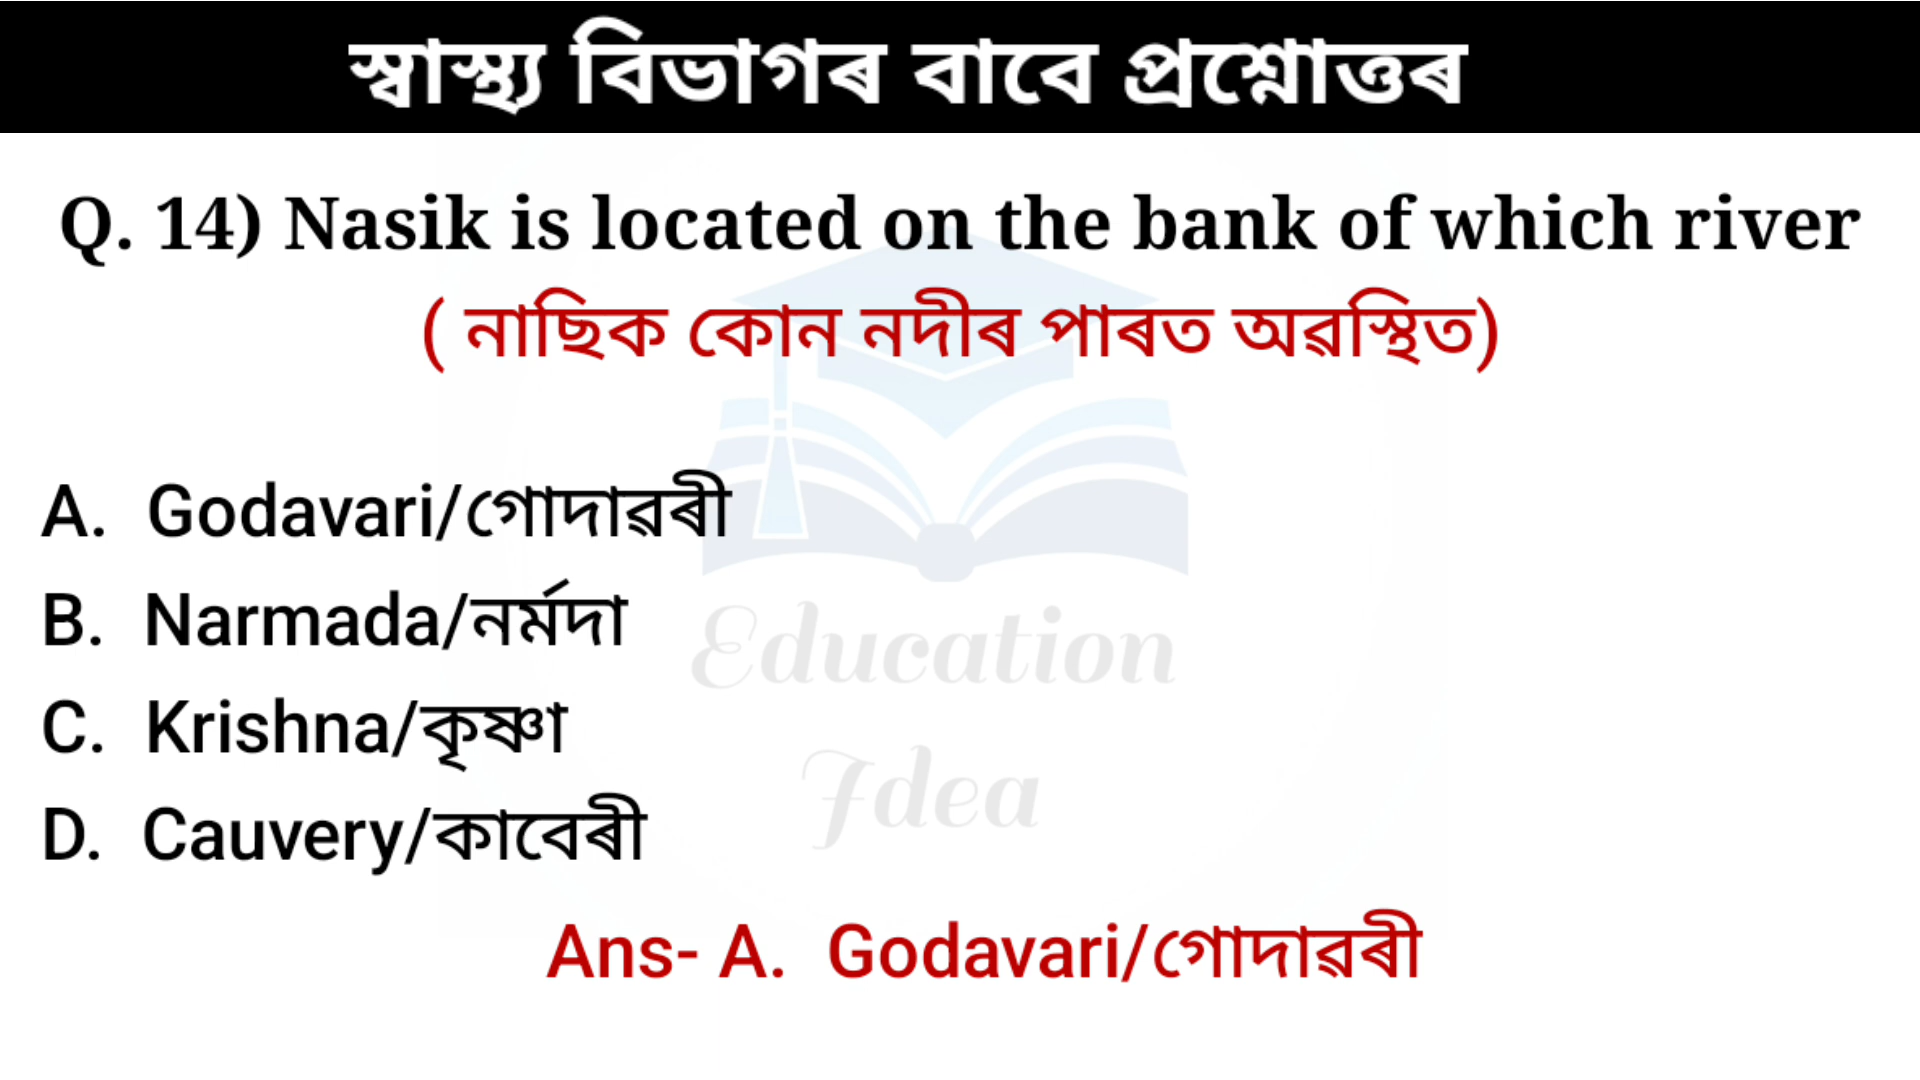 স্বাস্থ্য বিভাগৰ বাবে প্ৰশ্নোত্তৰ
Q. 14) Nasik is located on the bank of which river
( নাছিক কোন নদীৰ পাৰত অৱস্থিত)
A. Godavari/গোদাৱৰী
B. Narmada/নৰ্মদা
C. Krishna/কৃষ্ণা
D. Cauvery/কাবেৰী
Education
Idea
Ans- A. Godavari/গোদাৱৰী